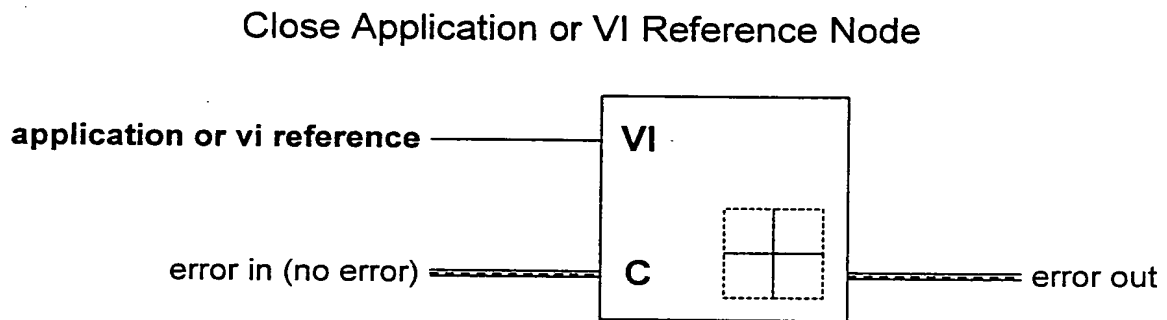 Close Application or VI Reference Node
application or vi reference
VI
error in (no error)
C
error out